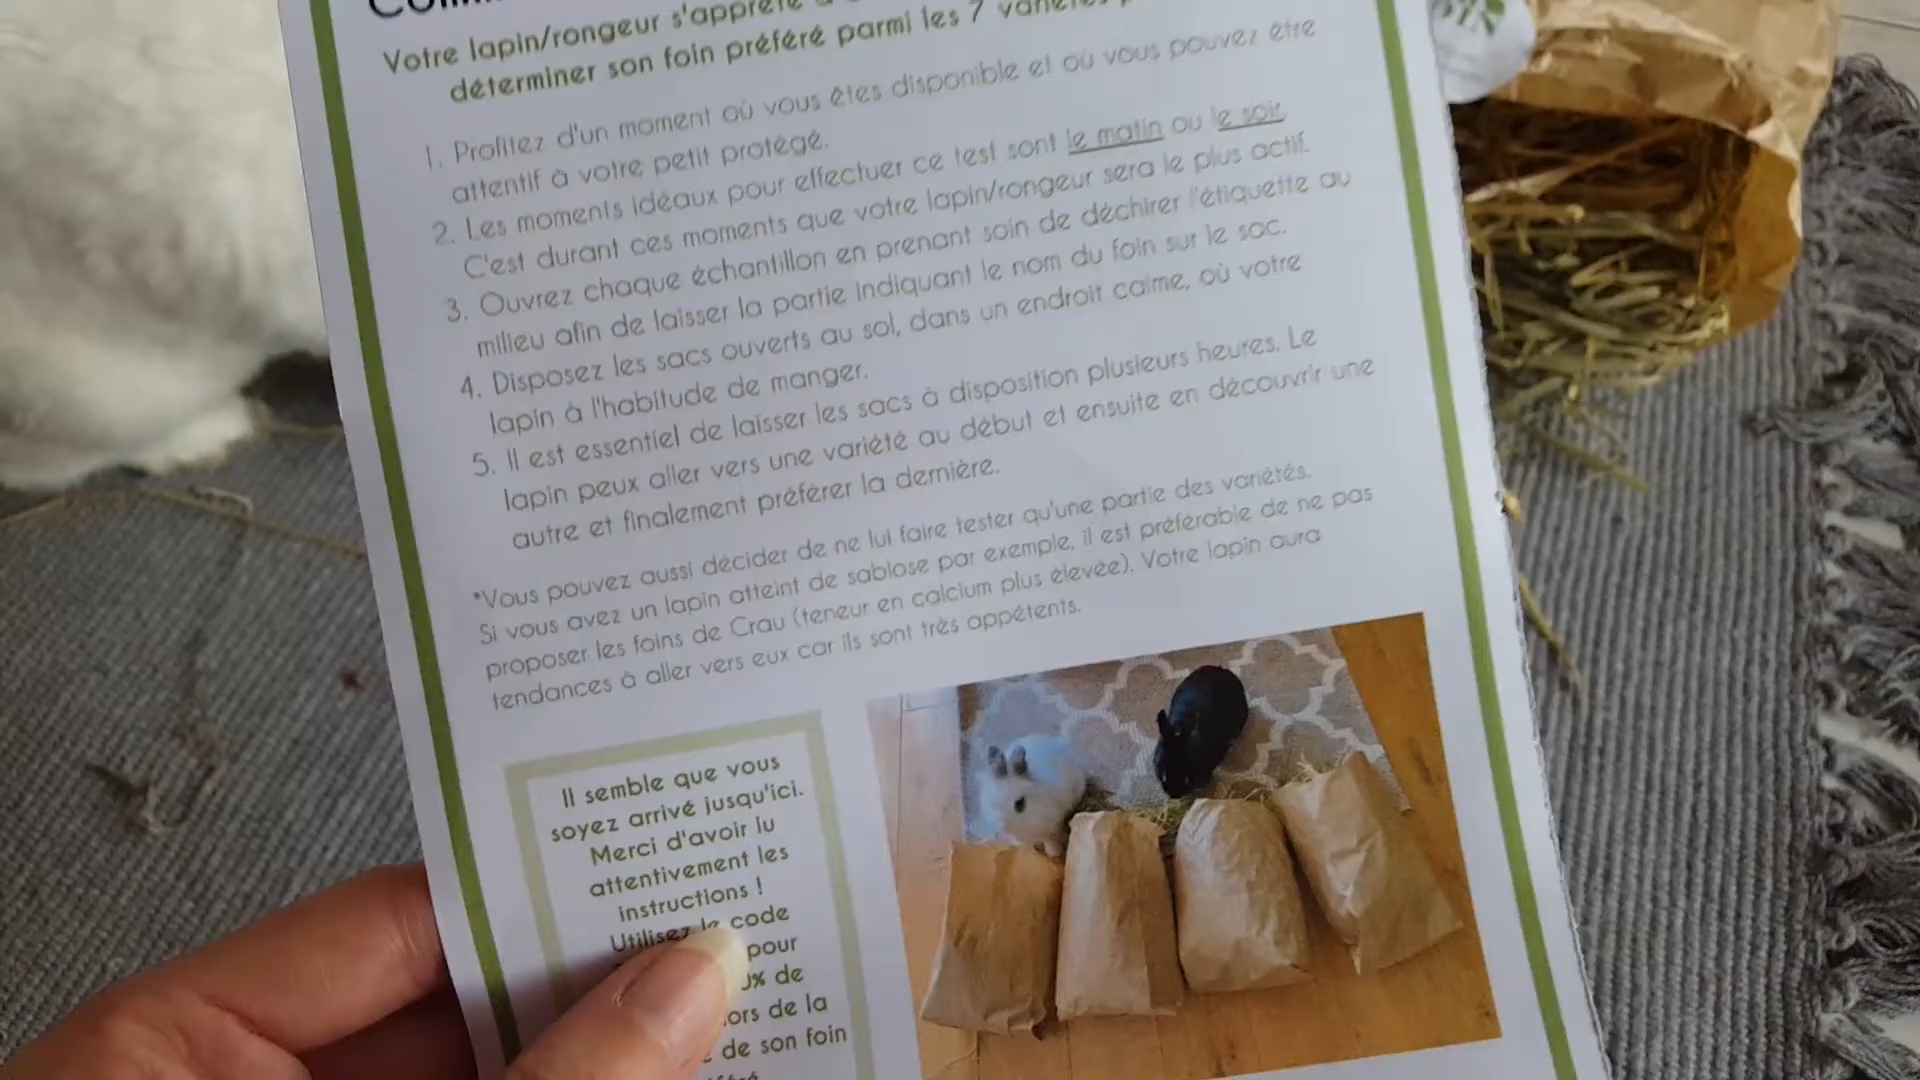 Votre lapin/rongeur s'apprête à
déterminer son foin préféré parmi les 7 variétés
1. Profitez d'un moment où vous êtes disponible et où vous pouvez être
attentif à votre petit protégé.
2. Les moments idéaux pour effectuer ce test sont le matin ou le soir.
C'est durant ces moments que votre lapin/rongeur sera le plus actif.
3. Ouvrez chaque échantillon en prenant soin de déchirer l'étiquette au
milieu afin de laisser la partie indiquant le nom du foin sur le sac.
4. Disposez les sacs ouverts au sol, dans un endroit calme, où votre
lapin à l'habitude de manger.
5. Il est essentiel de laisser les sacs à disposition plusieurs heures. Le
lapin peux aller vers une variété au début et ensuite en découvrir une
autre et finalement préférer la dernière.
*Vous pouvez aussi décider de ne lui faire tester qu'une partie des variétés.
Si vous avez un lapin atteint de sablose par exemple, il est préférable de ne pas
proposer les foins de Crau (teneur en calcium plus élevée). Votre lapin aura
tendances à aller vers eux car ils sont très appétents.
Il semble que vous
soyez arrivé jusqu'ici.
Merci d'avoir lu
attentivement les
instructions !
Utilisez le code
pour
% de
de la
de son foin